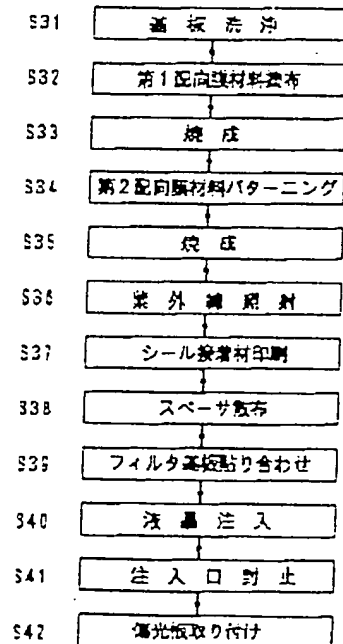 S31 基板洗浄
S32 第1配向膜材料塗布
S33 焼成
S34 第2配向膜材料パターニング
S35 焼成
S36 紫外線照射
S37 シール接着材印刷
S38 スペーサ散布
S39 フィルタ基板貼り合わせ
S40 液晶注入
S41 注入口封止
S42 偏光板取り付け